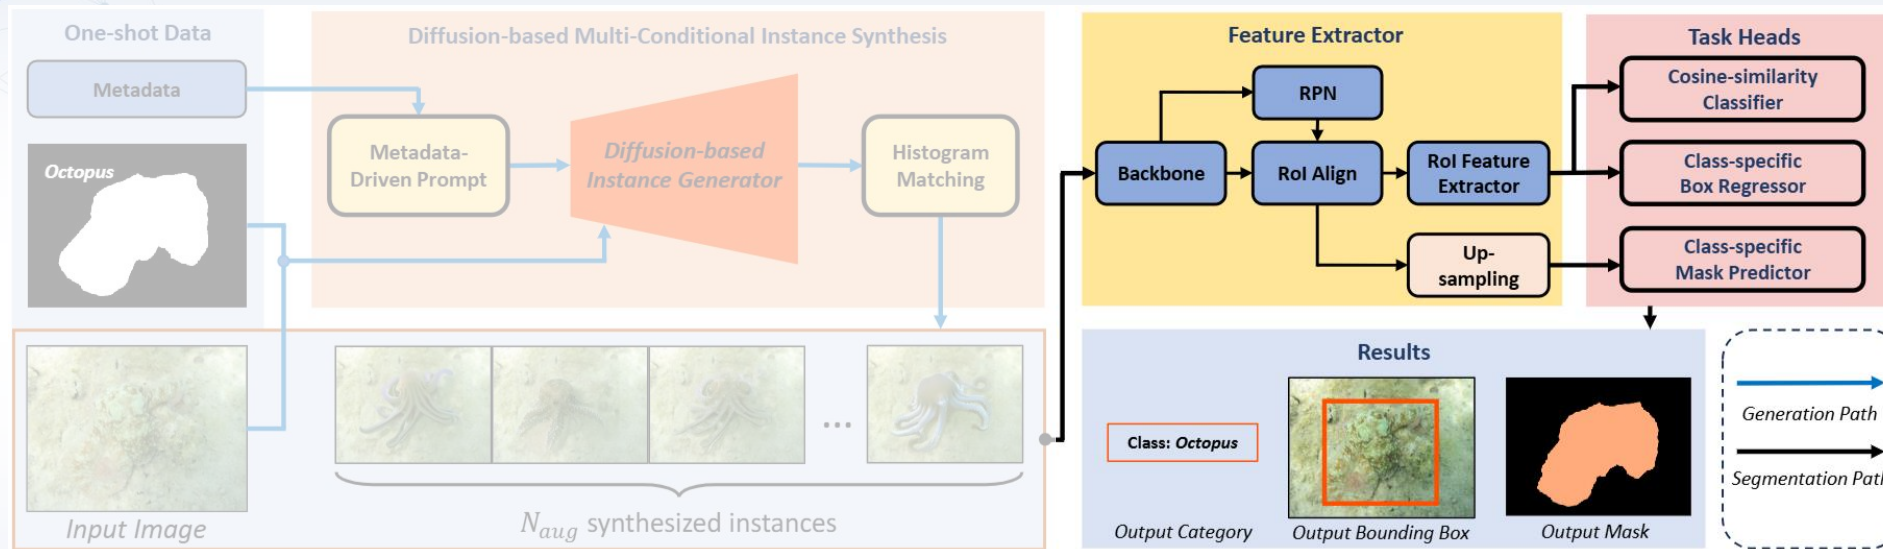 One-shot Data
Metadata
Octopus
Diffusion-based Multi-Conditional Instance Synthesis
Metadata-
Driven Prompt
Diffusion-based
Instance Generator
Histogram
Matching
Feature Extractor
RPN
Backbone
RoI Align
RoI Feature
Extractor
Up-
sampling
Task Heads
Cosine-similarity
Classifier
Class-specific
Box Regressor
Class-specific
Mask Predictor
Input Image
...
N_aug synthesized instances
Results
Class: Octopus
Output Category
Output Bounding Box
Output Mask
Generation Path
Segmentation Path